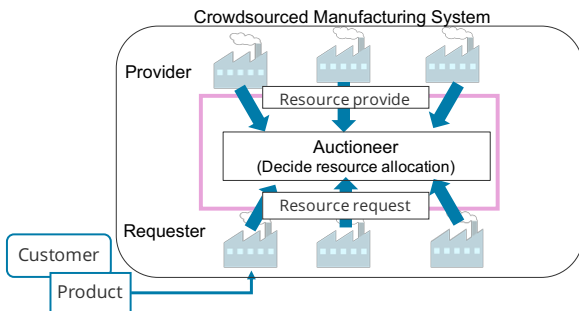 Crowdsourced Manufacturing System
Provider
Resource provide
Auctioneer
(Decide resource allocation)
Resource request
Requester
Customer
Product